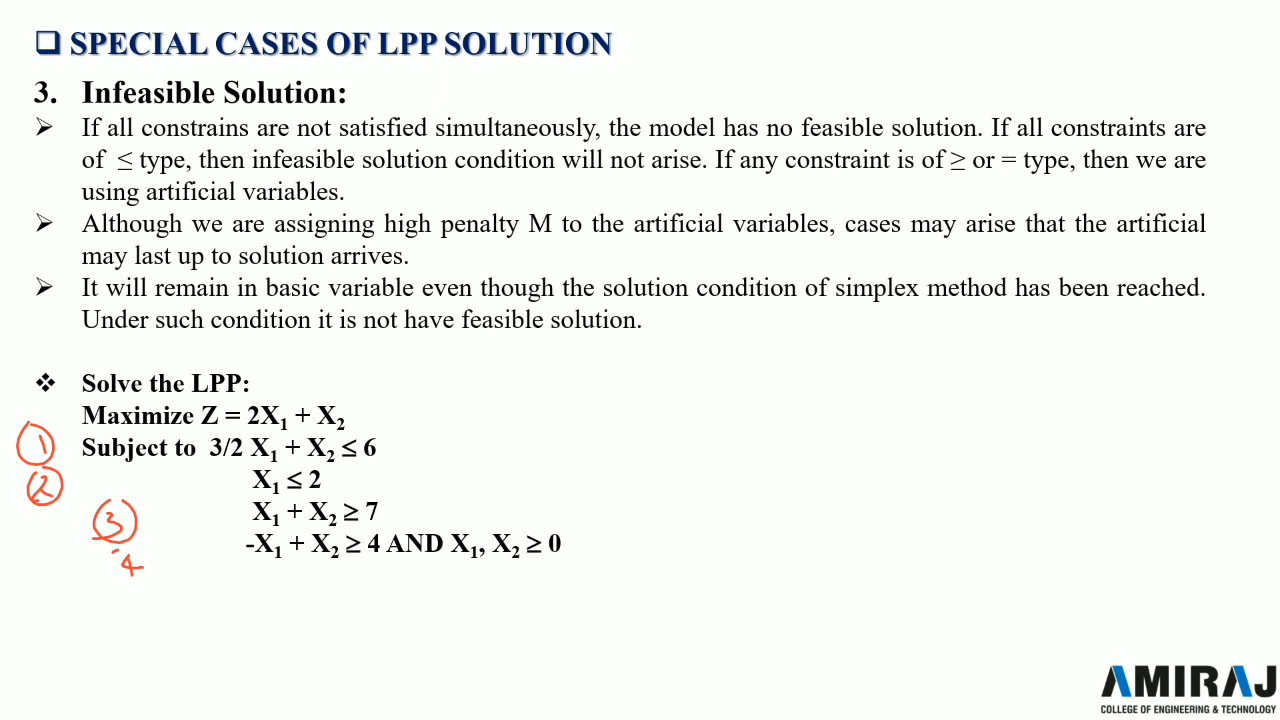 ❑ SPECIAL CASES OF LPP SOLUTION
3. Infeasible Solution:
➢ If all constrains are not satisfied simultaneously, the model has no feasible solution. If all constraints are
of ≤ type, then infeasible solution condition will not arise. If any constraint is of ≥ or = type, then we are
using artificial variables.
➢ Although we are assigning high penalty M to the artificial variables, cases may arise that the artificial
may last up to solution arrives.
➢ It will remain in basic variable even though the solution condition of simplex method has been reached.
Under such condition it is not have feasible solution.
❖ Solve the LPP:
Maximize Z = 2X₁ + X₂
① Subject to 3/2 X₁ + X₂ ≤ 6
② X₁ ≤ 2
③ X₁ + X₂ ≥ 7
4 -X₁ + X₂ ≥ 4 AND X₁, X₂ ≥ 0
AMIRAJ
COLLEGE OF ENGINEERING & TECHNOLOGY